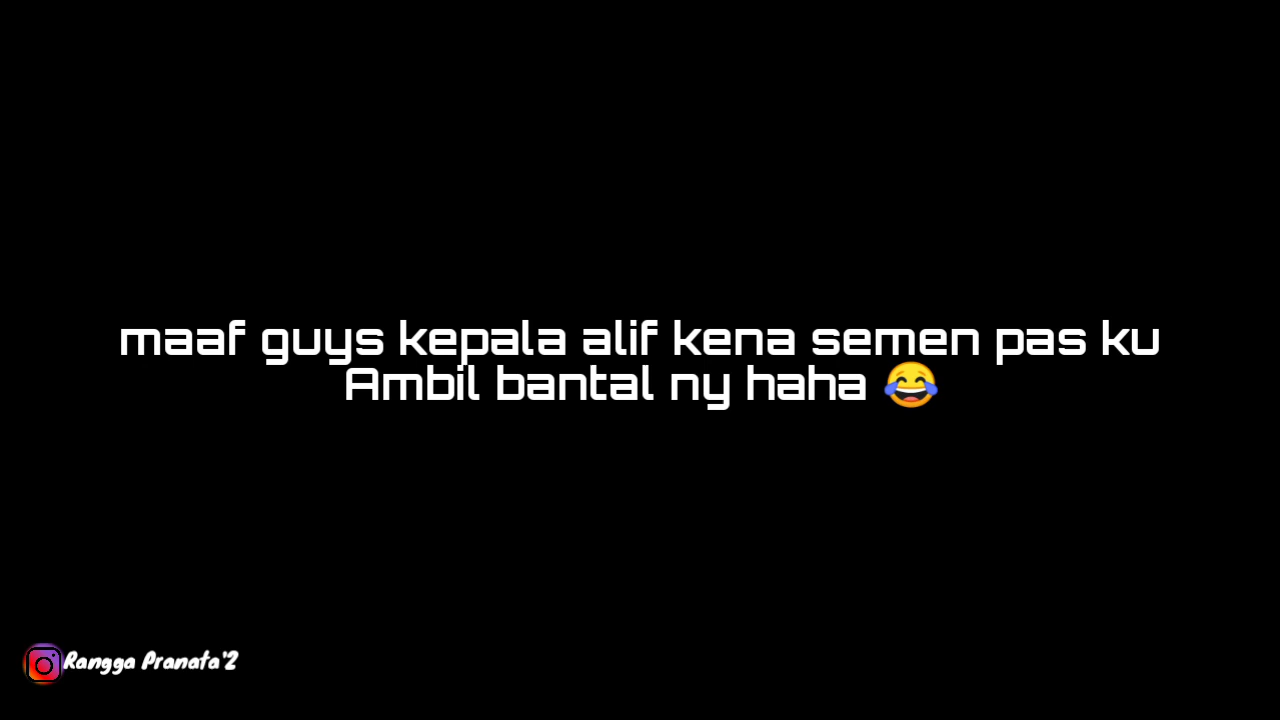 maaf guys kepala alif kena semen pas ku
Ambil bantal ny haha 😂
Rangga Pranata'2